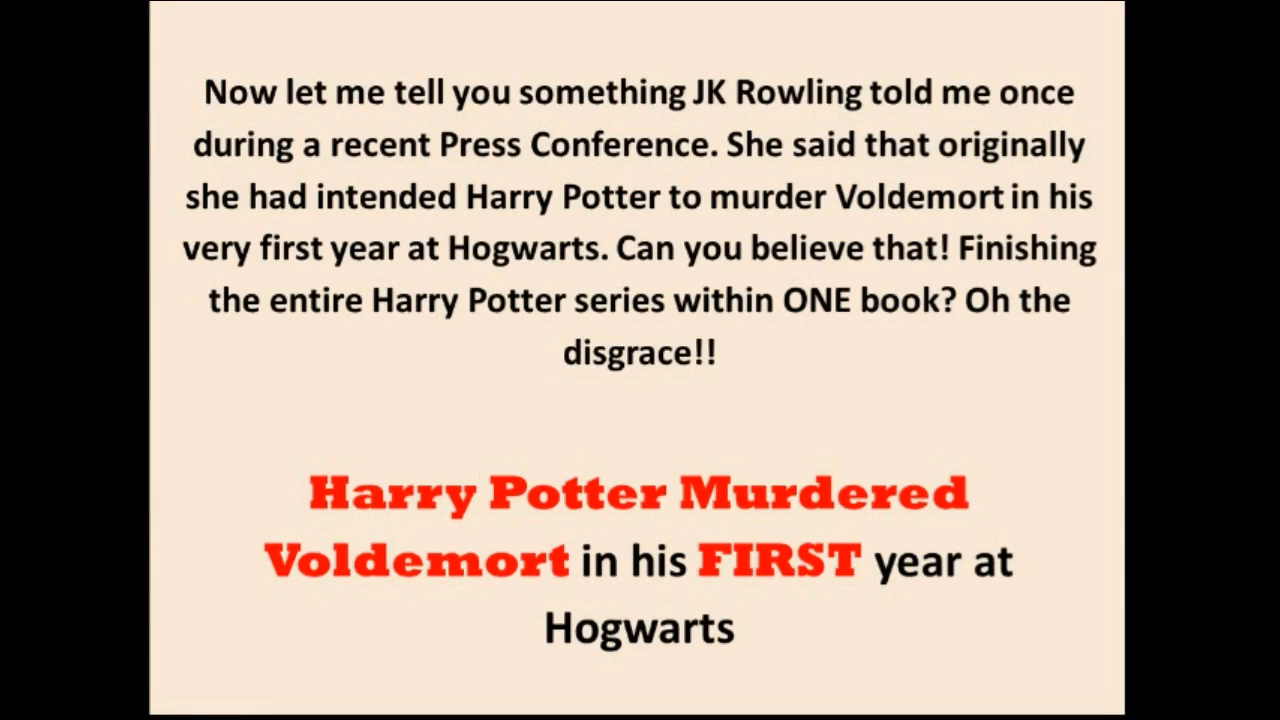 Now let me tell you something JK Rowling told me once
during a recent Press Conference. She said that originally
she had intended Harry Potter to murder Voldemort in his
very first year at Hogwarts. Can you believe that! Finishing
the entire Harry Potter series within ONE book? Oh the
disgrace!!
Harry Potter Murdered
Voldemort in his FIRST year at
Hogwarts